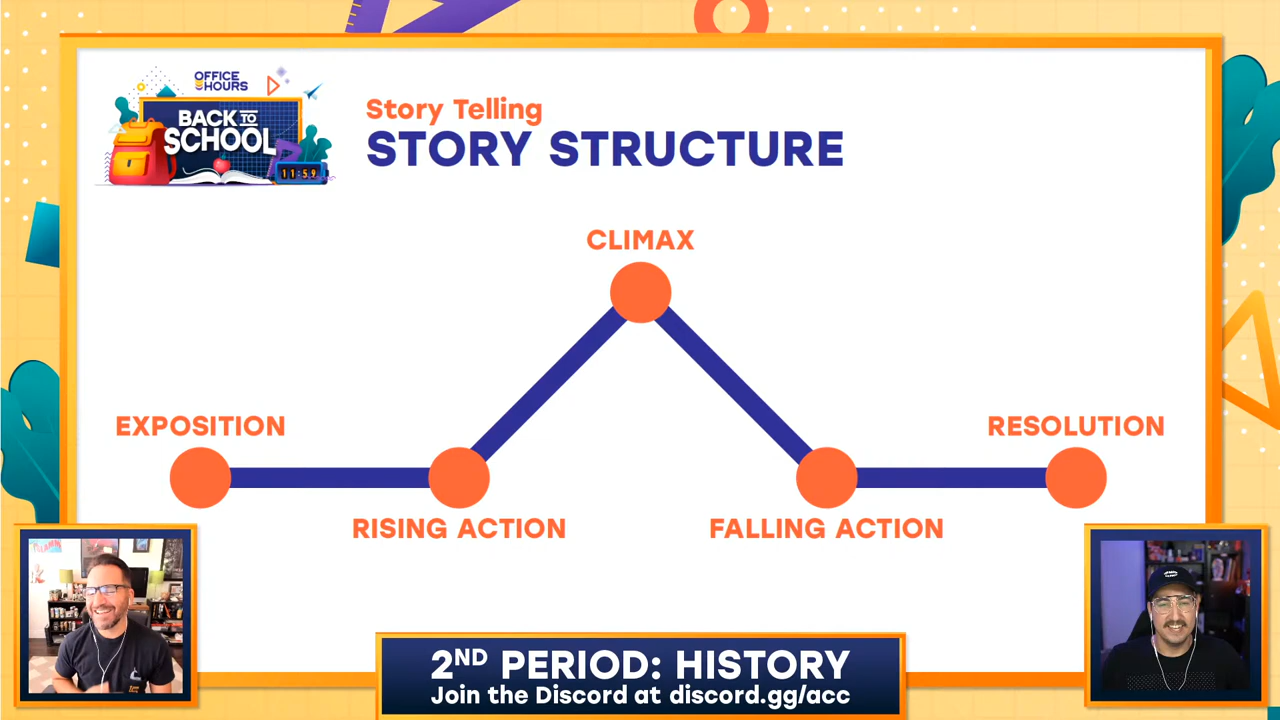 OFFICE
HOURS
BACK TO
SCHOOL
11:59
Story Telling
STORY STRUCTURE
CLIMAX
EXPOSITION
RESOLUTION
RISING ACTION
FALLING ACTION
2ND PERIOD: HISTORY
Join the Discord at discord.gg/acc